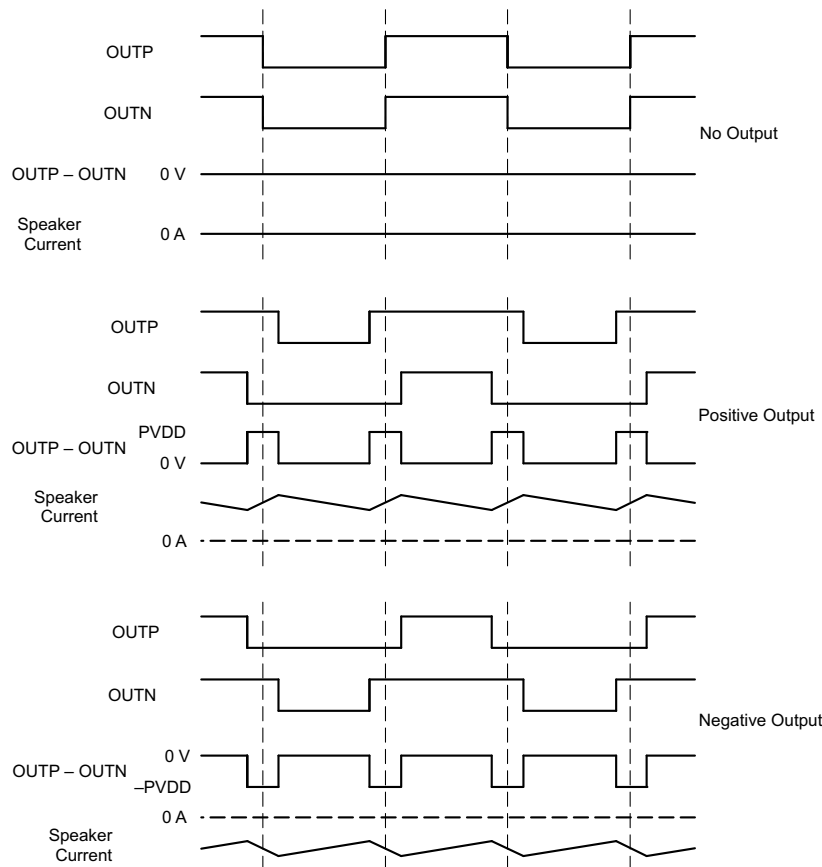 OUTP
OUTN
No Output
OUTP – OUTN 0 V
Speaker
Current
0 A
OUTP
OUTN
Positive Output
PVDD
OUTP – OUTN
0 V
Speaker
Current
0 A
OUTP
OUTN
Negative Output
0 V
OUTP – OUTN
–PVDD
0 A
Speaker
Current